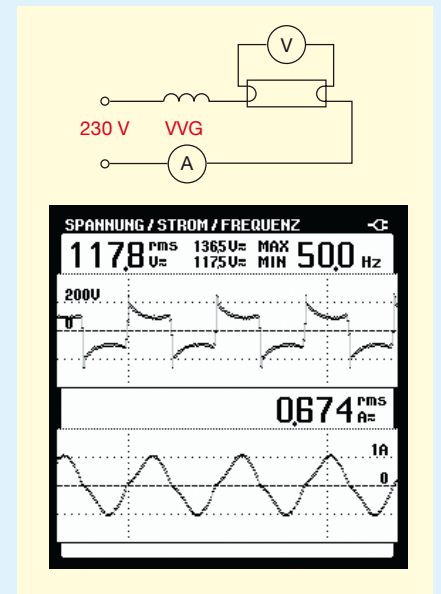 V
230 V VVG
A
SPANNUNG / STROM / FREQUENZ
117,8 rms V≂ 136,5 V≂ MAX 50,0 Hz
117,5 V≂ MIN
200V
0
0,674 rms A≂
1A
0